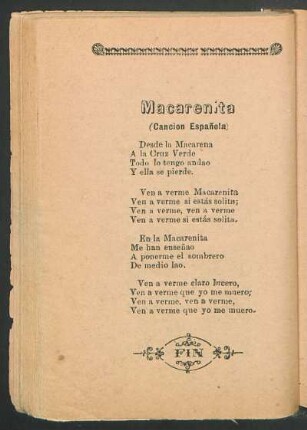 Macarenita
(Cancion Española)
Desde la Macarena
A la Cruz Verde
Todo lo tengo andao
Y ella se pierde.
Ven a verme Macarenita
Ven a verme si estás solita;
Ven a verme, ven a verme
Ven a verme si estás solita.
En la Macarenita
Me han enseñao
A ponerme el sombrero
De medio lao.
Ven a verme claro lucero,
Ven a verme que yo me muero;
Ven a verme, ven a verme,
Ven a verme que yo me muero.
FIN